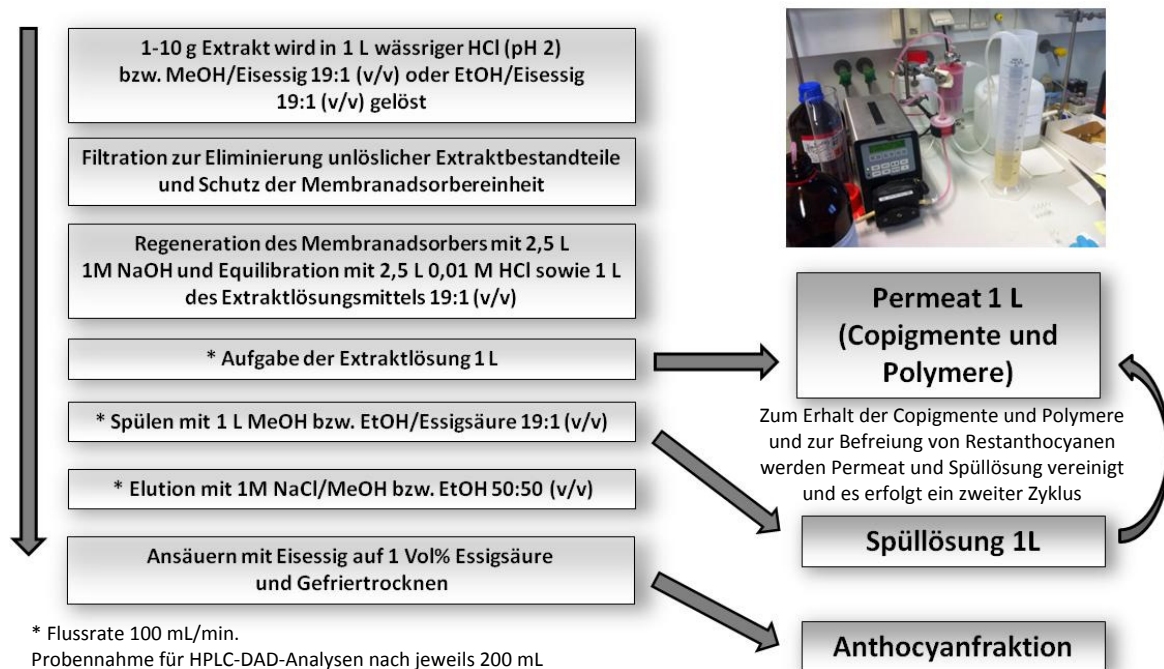 1-10 g Extrakt wird in 1 L wässriger HCl (pH 2)
bzw. MeOH/Eisessig 19:1 (v/v) oder EtOH/Eisessig
19:1 (v/v) gelöst
Filtration zur Eliminierung unlöslicher Extraktbestandteile
und Schutz der Membranadsorbereinheit
Regeneration des Membranadsorbers mit 2,5 L
1M NaOH und Equilibration mit 2,5 L 0,01 M HCl sowie 1 L
des Extraktlösungsmittels 19:1 (v/v)
* Aufgabe der Extraktlösung 1 L
* Spülen mit 1 L MeOH bzw. EtOH/Essigsäure 19:1 (v/v)
* Elution mit 1M NaCl/MeOH bzw. EtOH 50:50 (v/v)
Ansäuern mit Eisessig auf 1 Vol% Essigsäure
und Gefriertrocknen
* Flussrate 100 mL/min.
Probennahme für HPLC-DAD-Analysen nach jeweils 200 mL
Permeat 1 L
(Copigmente und
Polymere)
Zum Erhalt der Copigmente und Polymere
und zur Befreiung von Restanthocyanen
werden Permeat und Spüllösung vereinigt
und es erfolgt ein zweiter Zyklus
Spüllösung 1L
Anthocyanfraktion